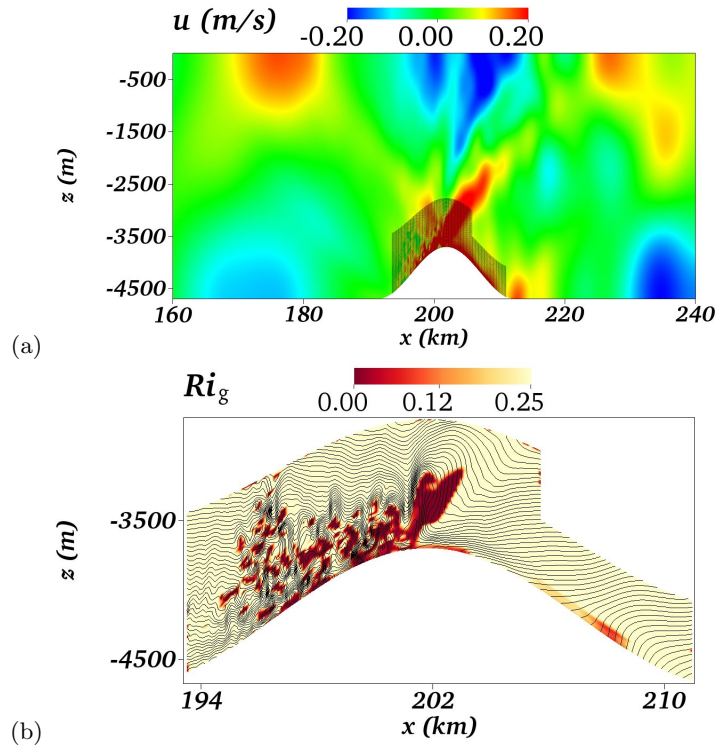 u (m/s)
-0.20 0.00 0.20
-500
-1500
-2500
-3500
-4500
z (m)
160 180 200 220 240
x (km)
(a)
Ri g
0.00 0.12 0.25
-3500
-4500
z (m)
194 202 210
x (km)
(b)